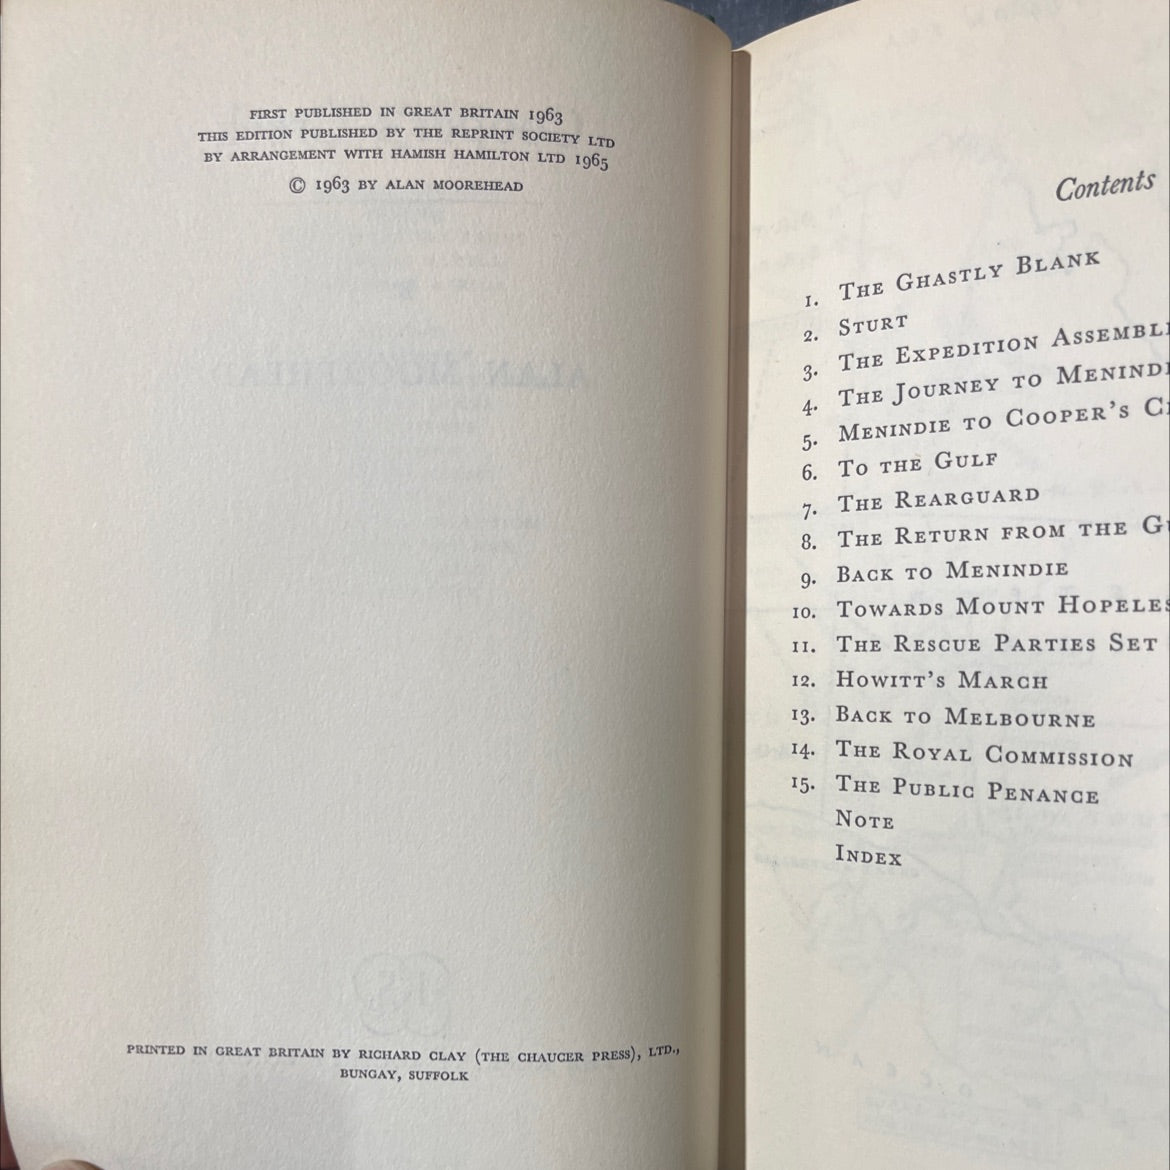 FIRST PUBLISHED IN GREAT BRITAIN 1963
THIS EDITION PUBLISHED BY THE REPRINT SOCIETY LTD
BY ARRANGEMENT WITH HAMISH HAMILTON LTD 1965
© 1963 BY ALAN MOOREHEAD
PRINTED IN GREAT BRITAIN BY RICHARD CLAY (THE CHAUCER PRESS), LTD.,
BUNGAY, SUFFOLK
Contents
1. THE GHASTLY BLANK
2. STURT
3. THE EXPEDITION
4. THE JOURNEY TO
5. MENINDIE TO COOPER'S
6. TO THE GULF
7. THE REARGUARD
8. THE RETURN FROM THE
9. BACK TO MENINDIE
10. TOWARDS MOUNT
11. THE RESCUE PARTIES SET
12. HOWITT'S MARCH
13. BACK TO MELBOURNE
14. THE ROYAL COMMISSION
15. THE PUBLIC PENANCE
NOTE
INDEX